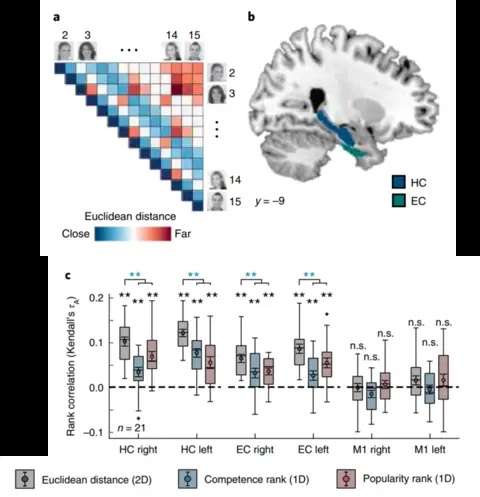 a
2 3 ... 14 15
2
3
...
14
15
Euclidean distance
Close Far
b
y = –9
HC
EC
c
** ** ** **
** ** ** ** ** ** ** ** ** ** ** ** n.s. n.s. n.s. n.s. n.s. n.s.
Rank correlation (Kendall's τA)
0.2
0.1
0.0
–0.1
n = 21
HC right HC left EC right EC left M1 right M1 left
Euclidean distance (2D) Competence rank (1D) Popularity rank (1D)